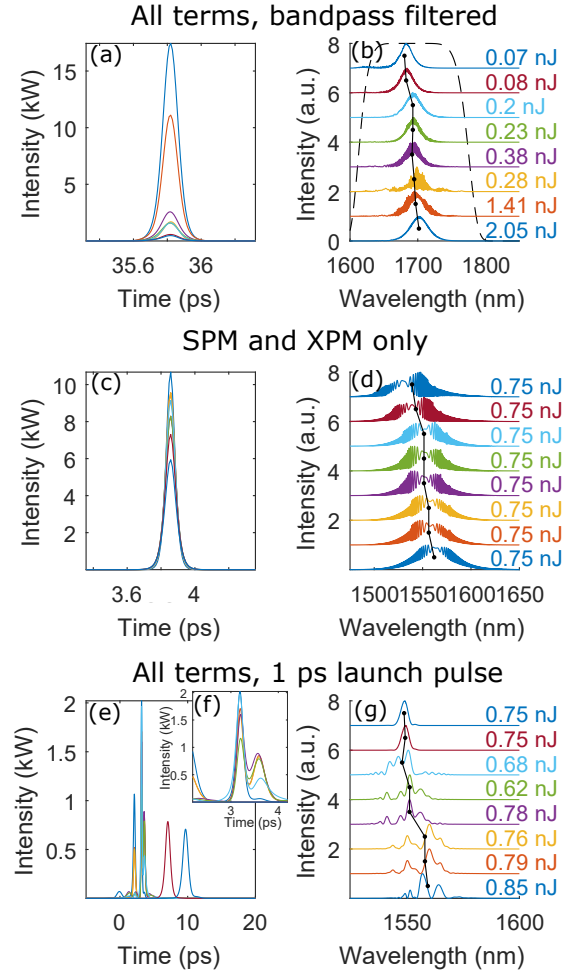 All terms, bandpass filtered
(a)
15
10
5
Intensity (kW)
35.6
36
Time (ps)
(b)
8
6
4
2
0
Intensity (a.u.)
0.07 nJ
0.08 nJ
0.2 nJ
0.23 nJ
0.38 nJ
0.28 nJ
1.41 nJ
2.05 nJ
1600
1700
1800
Wavelength (nm)
SPM and XPM only
(c)
10
8
6
4
2
Intensity (kW)
3.6
4
Time (ps)
(d)
8
6
4
2
Intensity (a.u.)
0.75 nJ
0.75 nJ
0.75 nJ
0.75 nJ
0.75 nJ
0.75 nJ
0.75 nJ
0.75 nJ
1500
1550
1600
1650
Wavelength (nm)
All terms, 1 ps launch pulse
(e)
2
1.5
1
0.5
Intensity (kW)
0
10
20
Time (ps)
(f)
2
1.5
1
0.5
Intensity (kW)
3
4
Time (ps)
(g)
8
6
4
2
Intensity (a.u.)
0.75 nJ
0.75 nJ
0.68 nJ
0.62 nJ
0.78 nJ
0.76 nJ
0.79 nJ
0.85 nJ
1550
1600
Wavelength (nm)